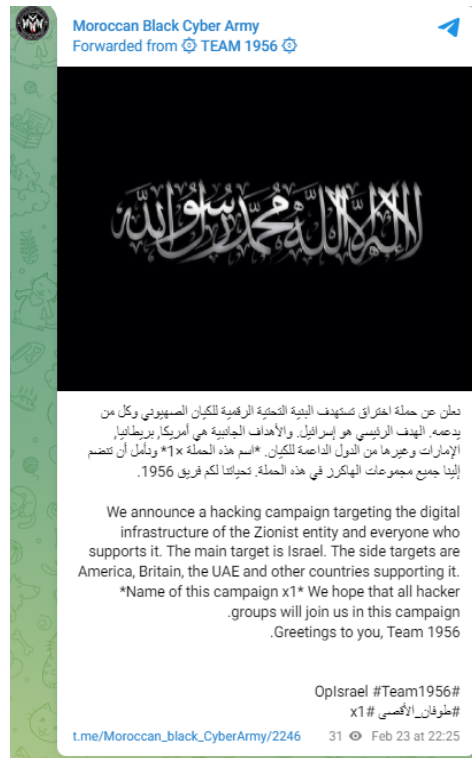 Moroccan Black Cyber Army
Forwarded from ۞ TEAM 1956 ۞
لا إله إلا الله محمد رسول الله
نعلن عن حملة اختراق تستهدف البنية التحتية الرقمية للكيان الصهيوني وكل من
يدعمه. الهدف الرئيسي هو إسرائيل. والأهداف الجانبية هي أمريكا, بريطانيا,
الإمارات وغيرها من الدول الداعمة للكيان. *اسم هذه الحملة ×1* ونأمل أن تنضم
إلينا جميع مجموعات الهاكرز في هذه الحملة. تحياتنا لكم فريق 1956.
We announce a hacking campaign targeting the digital
infrastructure of the Zionist entity and everyone who
supports it. The main target is Israel. The side targets are
America, Britain, the UAE and other countries supporting it.
*Name of this campaign x1* We hope that all hacker
.groups will join us in this campaign
.Greetings to you, Team 1956
OpIsrael #Team1956#
#طوفان_الأقصى #x1
t.me/Moroccan_black_CyberArmy/2246 31 Feb 23 at 22:25